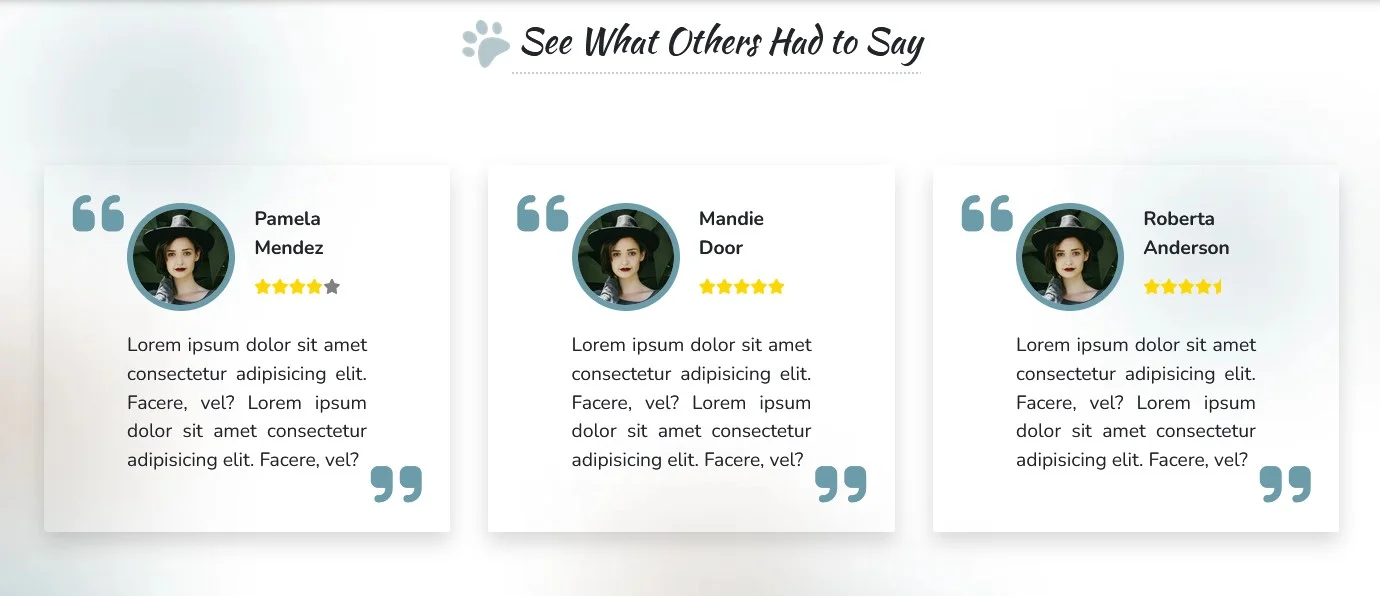 See What Others Had to Say
Pamela
Mendez
Lorem ipsum dolor sit amet
consectetur adipisicing elit.
Facere, vel? Lorem ipsum
dolor sit amet consectetur
adipisicing elit. Facere, vel?
Mandie
Door
Lorem ipsum dolor sit amet
consectetur adipisicing elit.
Facere, vel? Lorem ipsum
dolor sit amet consectetur
adipisicing elit. Facere, vel?
Roberta
Anderson
Lorem ipsum dolor sit amet
consectetur adipisicing elit.
Facere, vel? Lorem ipsum
dolor sit amet consectetur
adipisicing elit. Facere, vel?